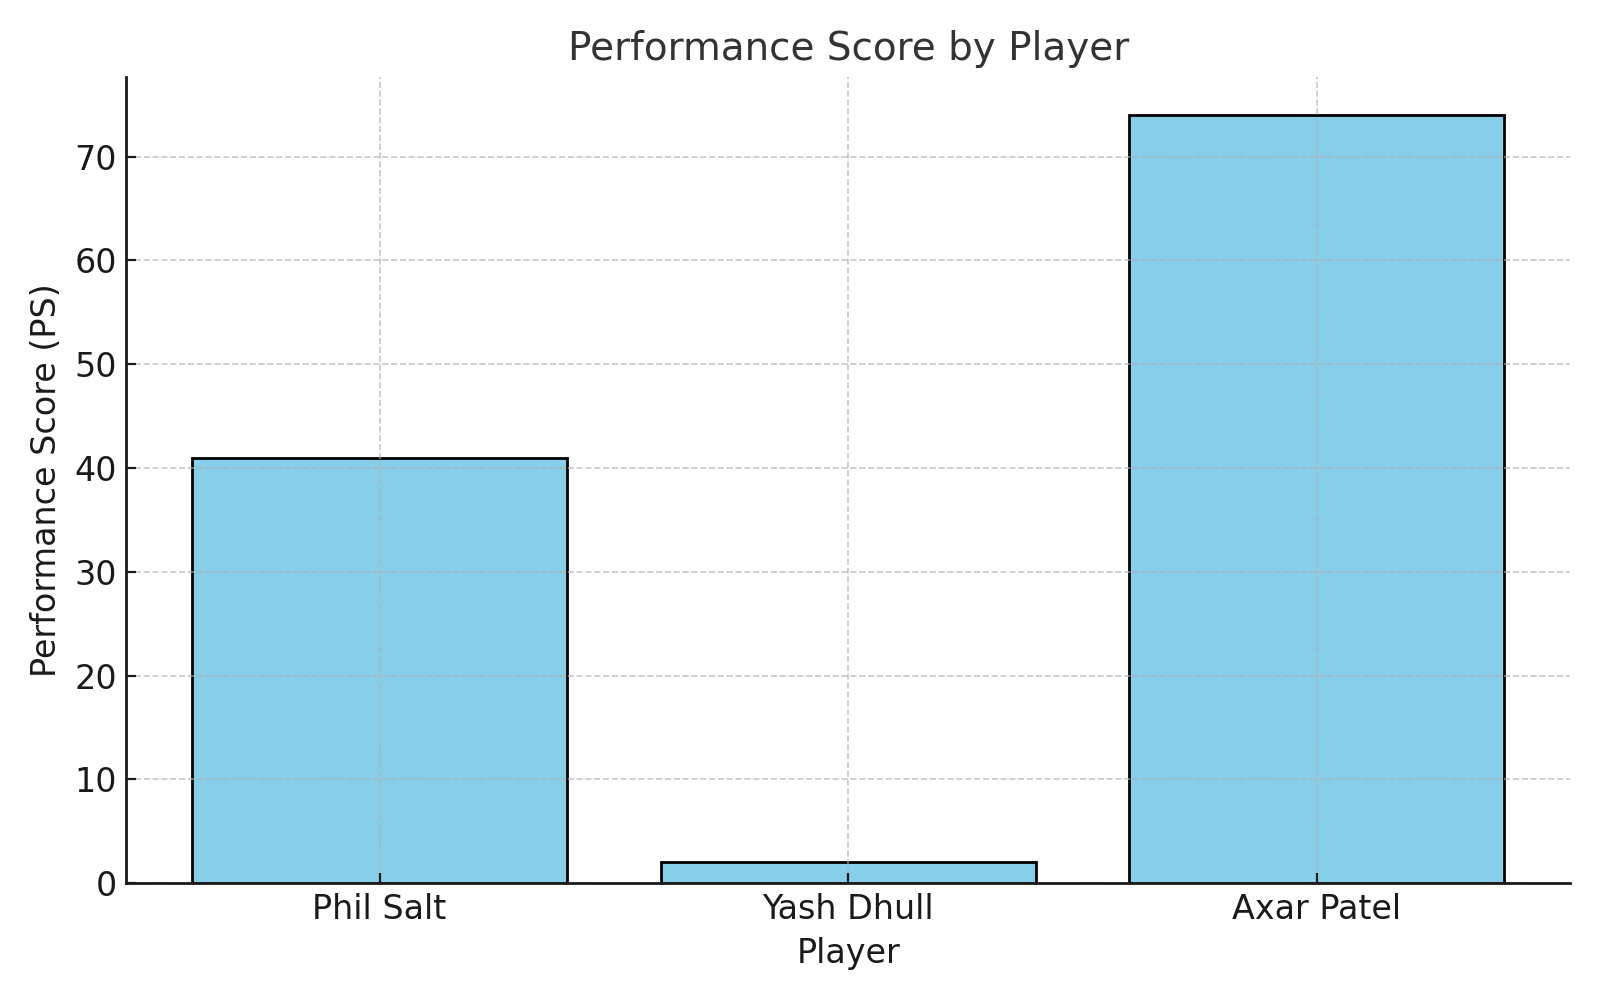 Performance Score by Player
Performance Score (PS)
70
60
50
40
30
20
10
0
Phil Salt
Yash Dhull
Axar Patel
Player